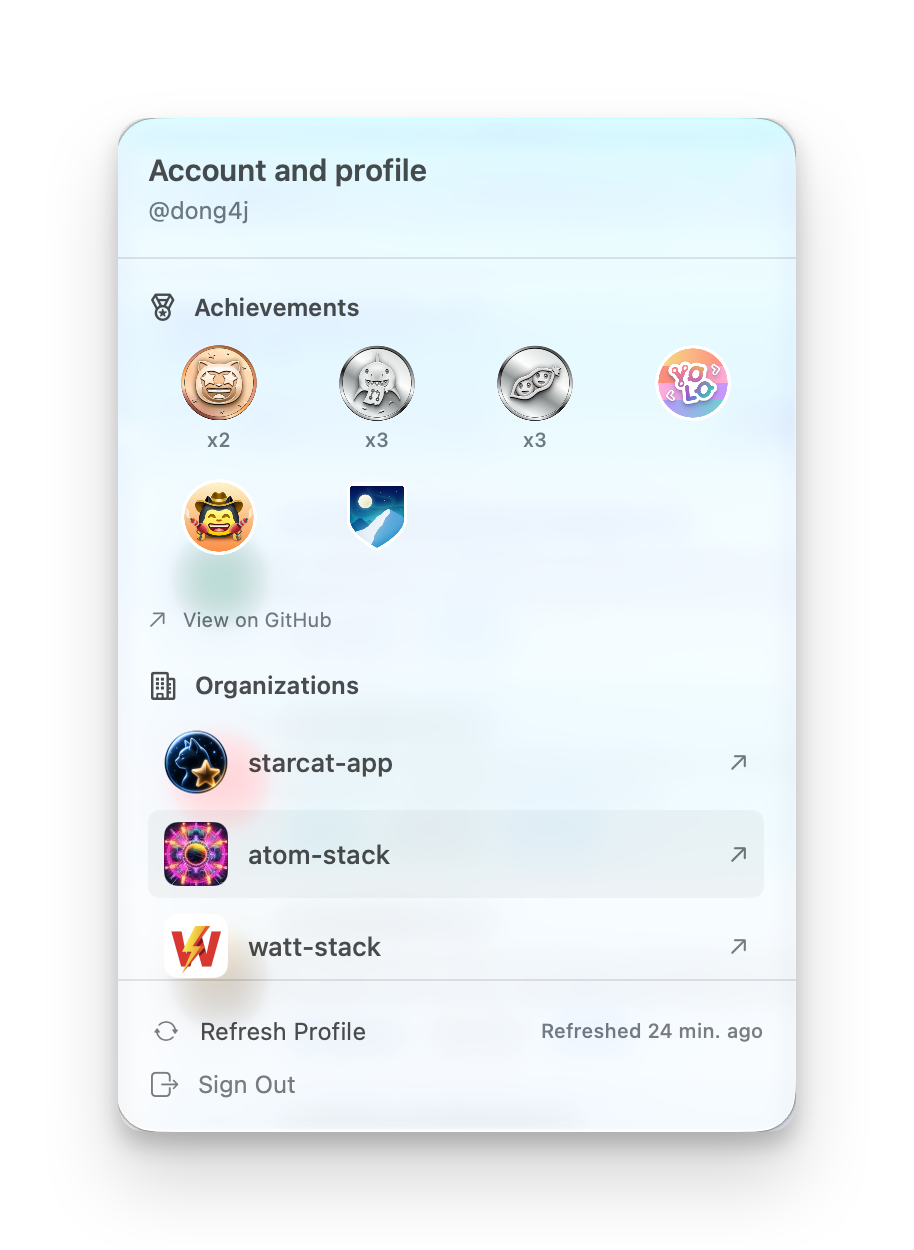 Account and profile
@dong4j
Achievements
x2 x3 x3 YOLO
View on GitHub
Organizations
starcat-app
atom-stack
W watt-stack
Refresh Profile Refreshed 24 min. ago
Sign Out